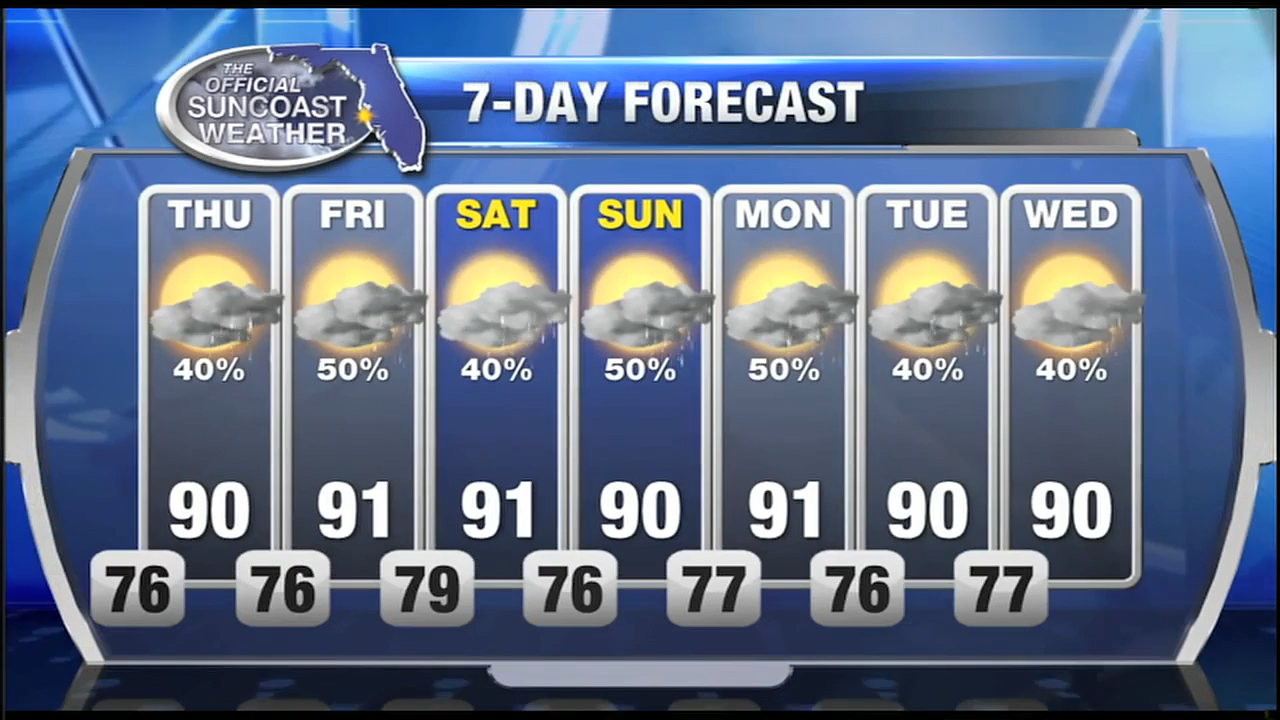 THE
OFFICIAL
SUNCOAST
WEATHER
7-DAY FORECAST
THU FRI SAT SUN MON TUE WED
40% 50% 40% 50% 50% 40% 40%
90 91 91 90 91 90 90
76 76 79 76 77 76 77